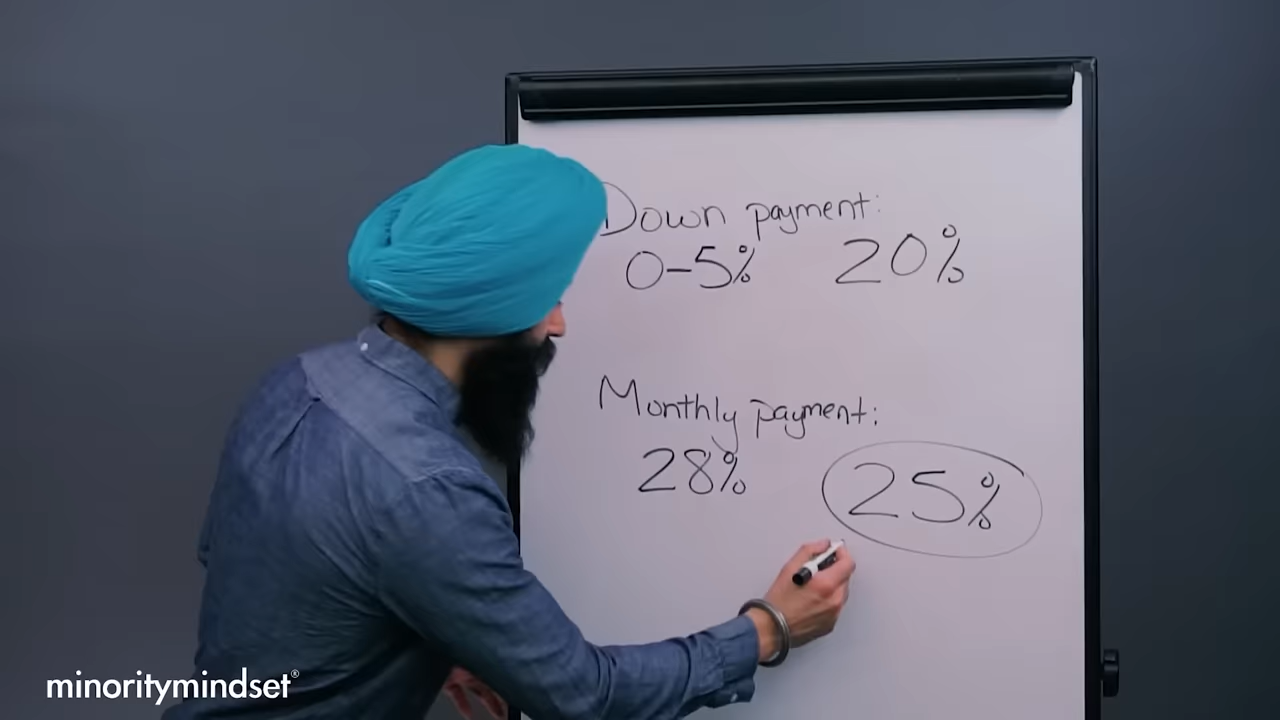 Down payment:
0-5% 20%
Monthly payment:
28% 25%
minoritymindset®